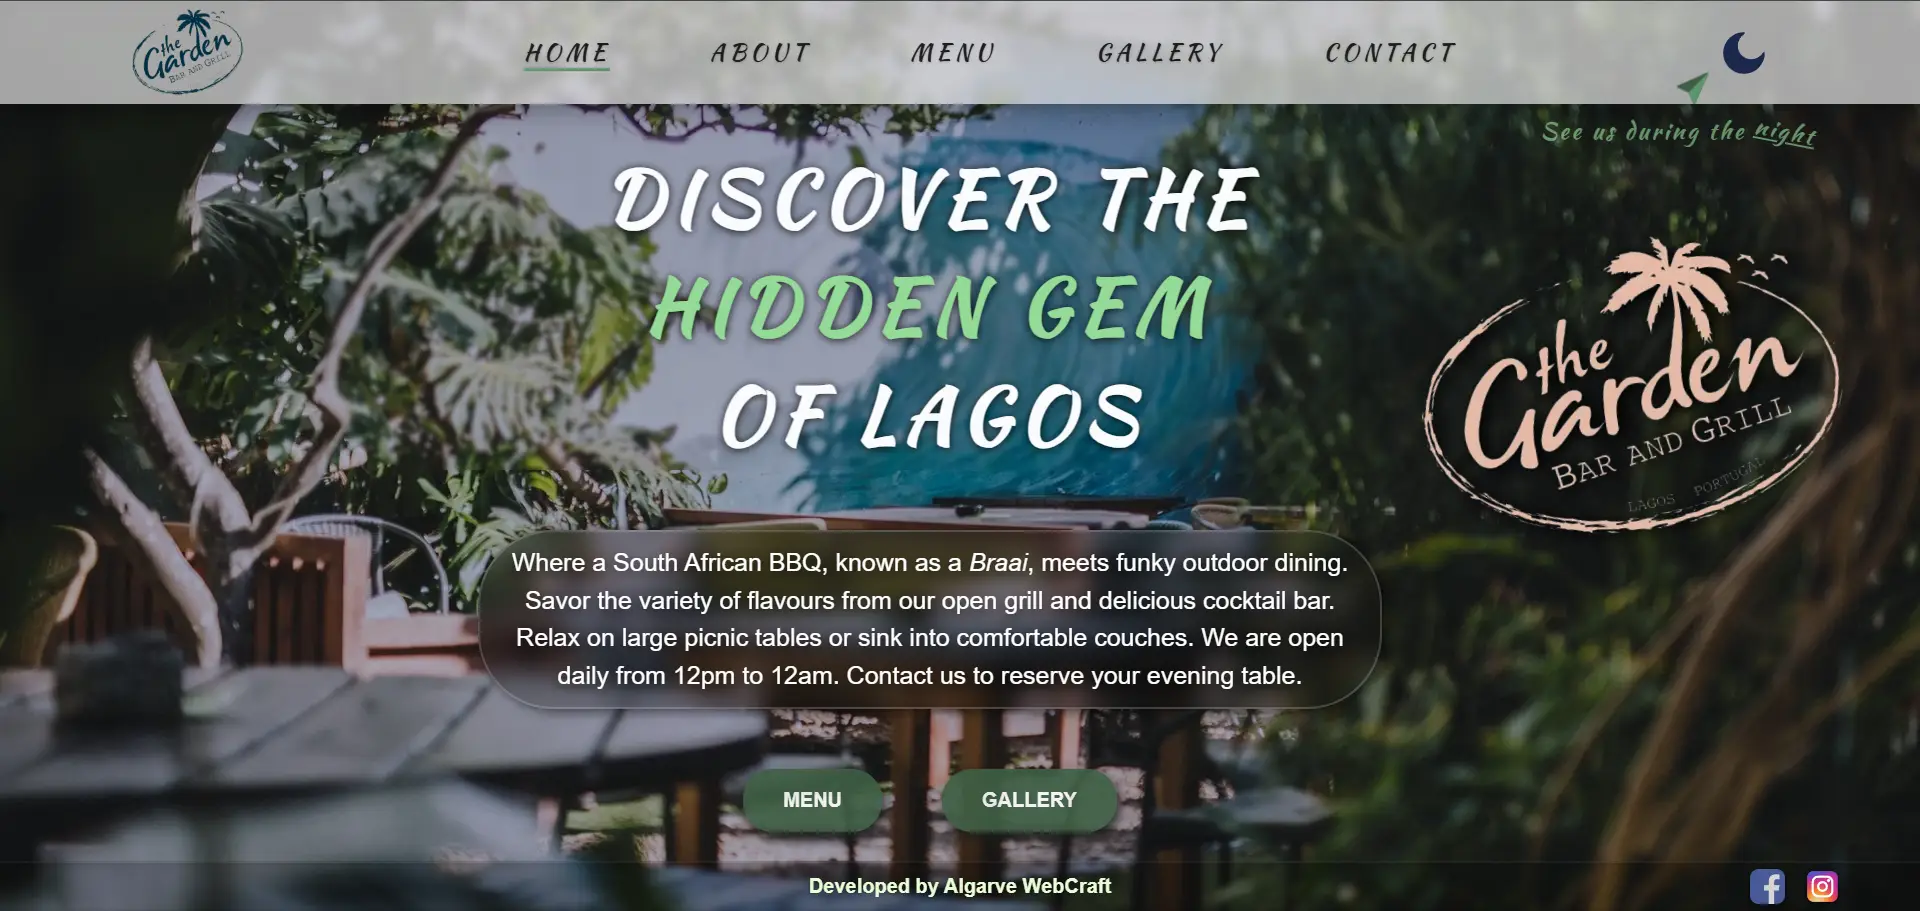 the
Garden
BAR AND GRILL
HOME ABOUT MENU GALLERY CONTACT
See us during the night
DISCOVER THE
HIDDEN GEM
OF LAGOS
the
Garden
BAR AND GRILL
LAGOS PORTUGAL
Where a South African BBQ, known as a Braai, meets funky outdoor dining.
Savor the variety of flavours from our open grill and delicious cocktail bar.
Relax on large picnic tables or sink into comfortable couches. We are open
daily from 12pm to 12am. Contact us to reserve your evening table.
MENU GALLERY
Developed by Algarve WebCraft